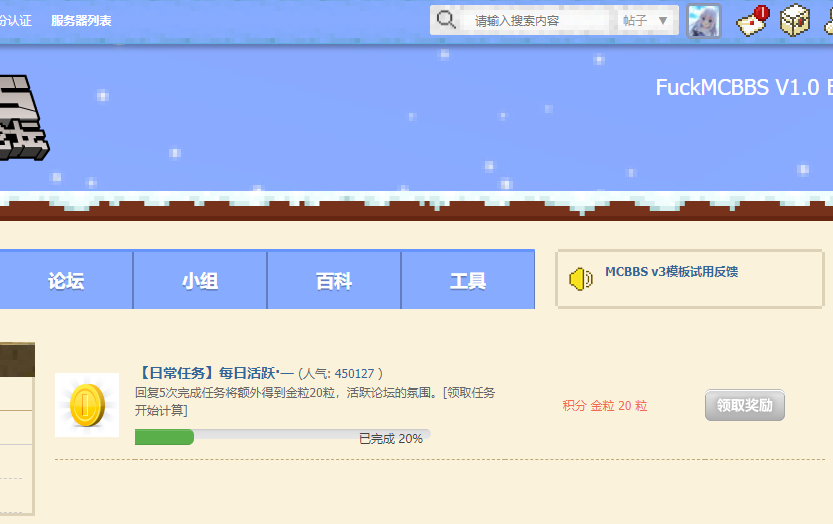 份认证 服务器列表
请输入搜索内容 帖子 ▼
FuckMCBBS V1.0
论坛
论坛 小组 百科 工具
MCBBS v3模板试用反馈
【日常任务】每日活跃·一 (人气: 450127 )
回复5次完成任务将额外得到金粒20粒，活跃论坛的氛围。[领取任务
开始计算]
积分 金粒 20 粒
领取奖励
已完成 20%